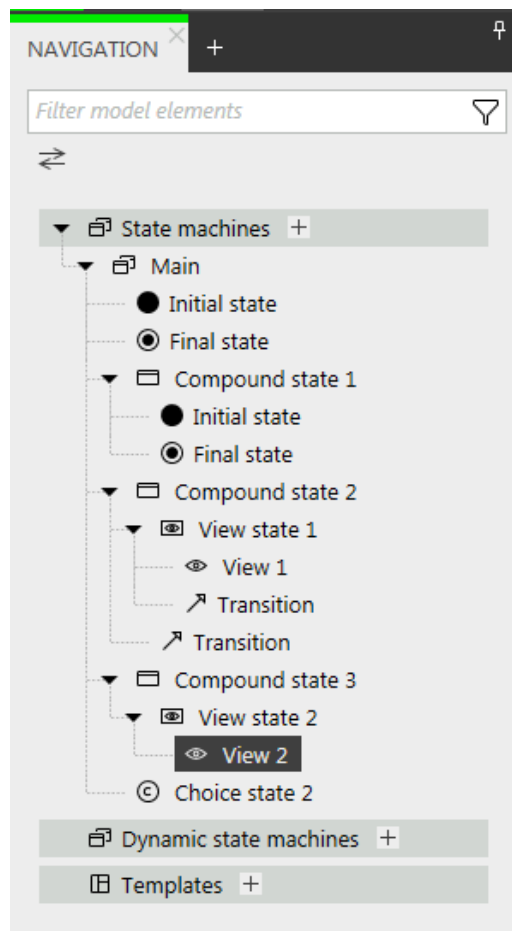 NAVIGATION
Filter model elements
State machines
Main
Initial state
Final state
Compound state 1
Initial state
Final state
Compound state 2
View state 1
View 1
Transition
Transition
Compound state 3
View state 2
View 2
Choice state 2
Dynamic state machines
Templates